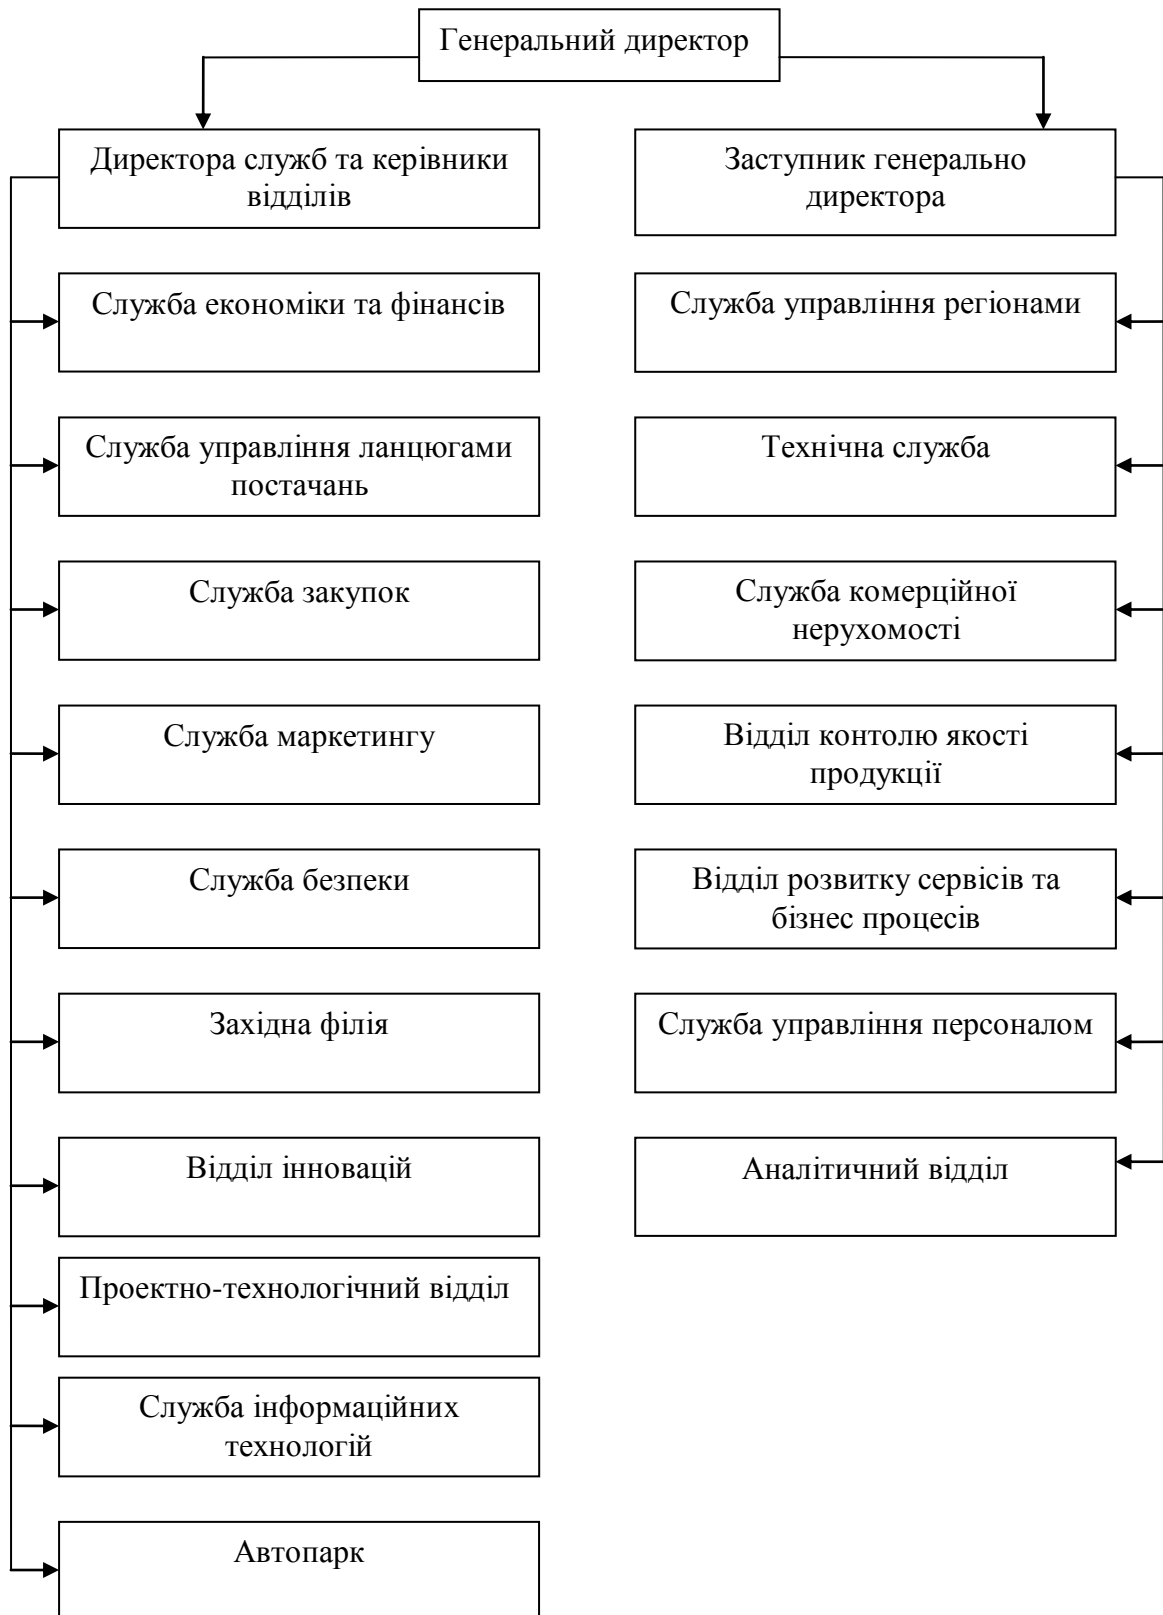 Генеральний директор
Директора служб та керівники
відділів
Заступник генерально
директора
Служба економіки та фінансів
Служба управління регіонами
Служба управління ланцюгами
постачань
Технічна служба
Служба закупок
Служба комерційної
нерухомості
Служба маркетингу
Відділ контолю якості
продукції
Служба безпеки
Відділ розвитку сервісів та
бізнес процесів
Західна філія
Служба управління персоналом
Відділ інновацій
Аналітичний відділ
Проектно-технологічний відділ
Служба інформаційних
технологій
Автопарк